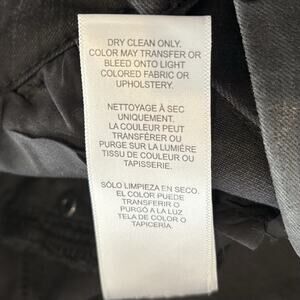 DRY CLEAN ONLY.
COLOR MAY TRANSFER OR
BLEED ONTO LIGHT
COLORED FABRIC OR
UPHOLSTERY.
NETTOYAGE À SEC
UNIQUEMENT.
LA COULEUR PEUT
TRANSFÉRER OU
PURGE SUR LA LUMIÈRE
TISSU DE COULEUR OU
TAPISSERIE.
SÓLO LIMPIEZA EN SECO.
EL COLOR PUEDE
TRANSFERIR O
PURGÓ A LA LUZ
TELA DE COLOR O
TAPICERÍA.